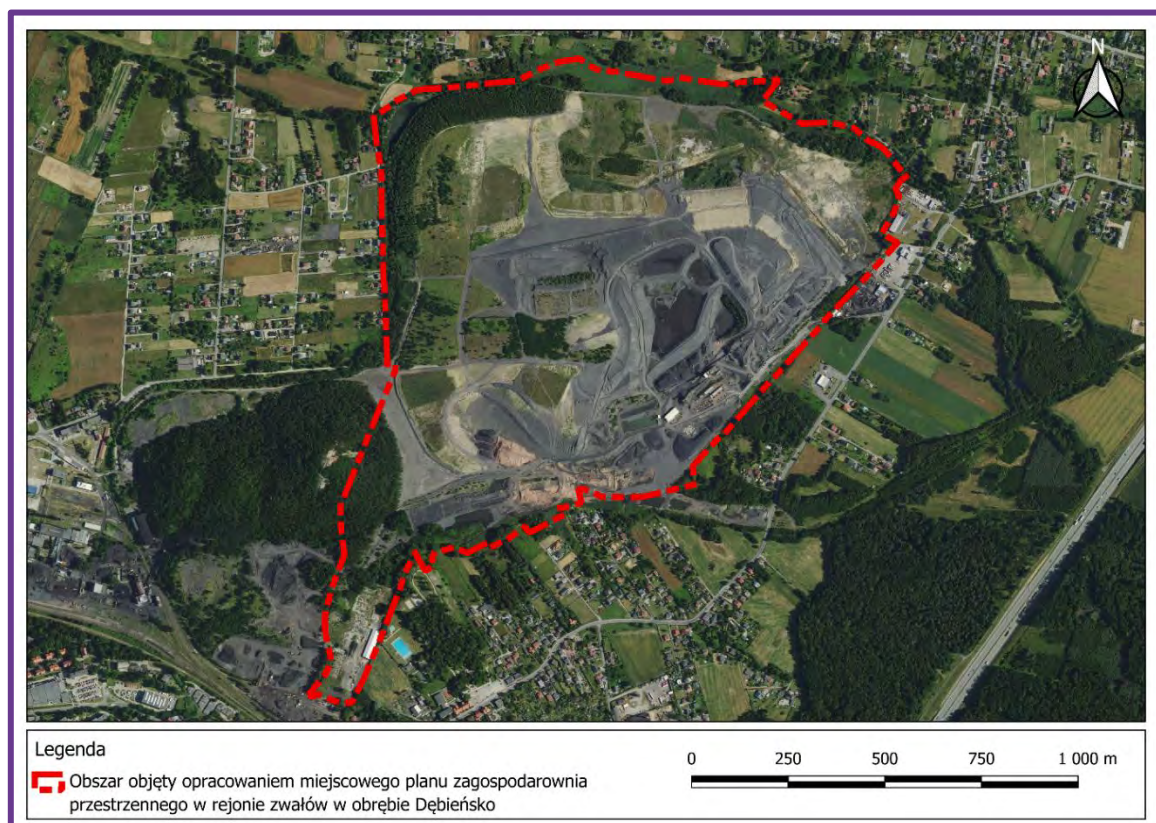 N
Legenda
Obszar objęty opracowaniem miejscowego planu zagospodarownia
przestrzennego w rejonie zwałów w obrębie Dębieńsko
0 250 500 750 1 000 m